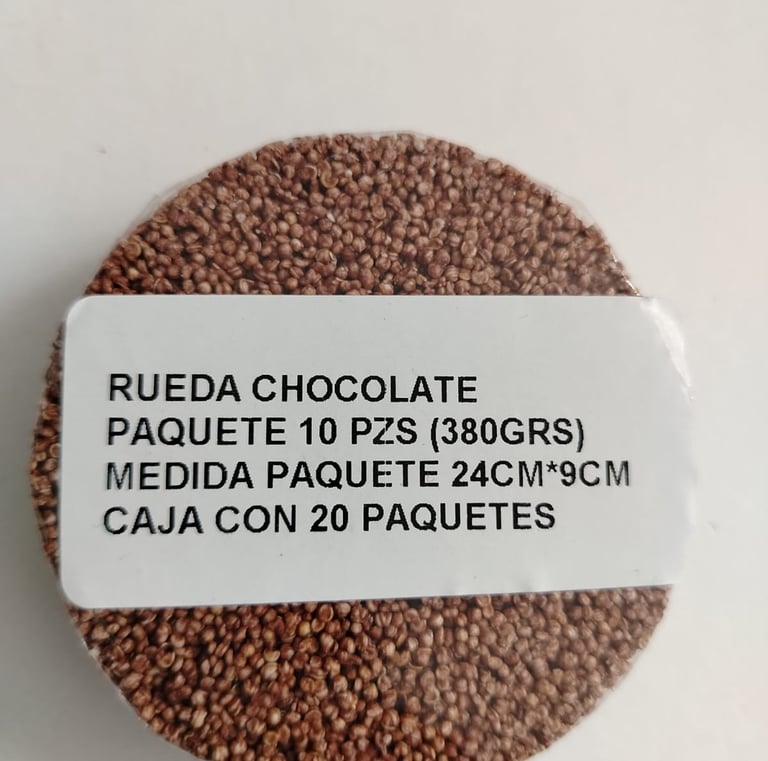 RUEDA CHOCOLATE
PAQUETE 10 PZS (380GRS)
MEDIDA PAQUETE 24CM*9CM
CAJA CON 20 PAQUETES